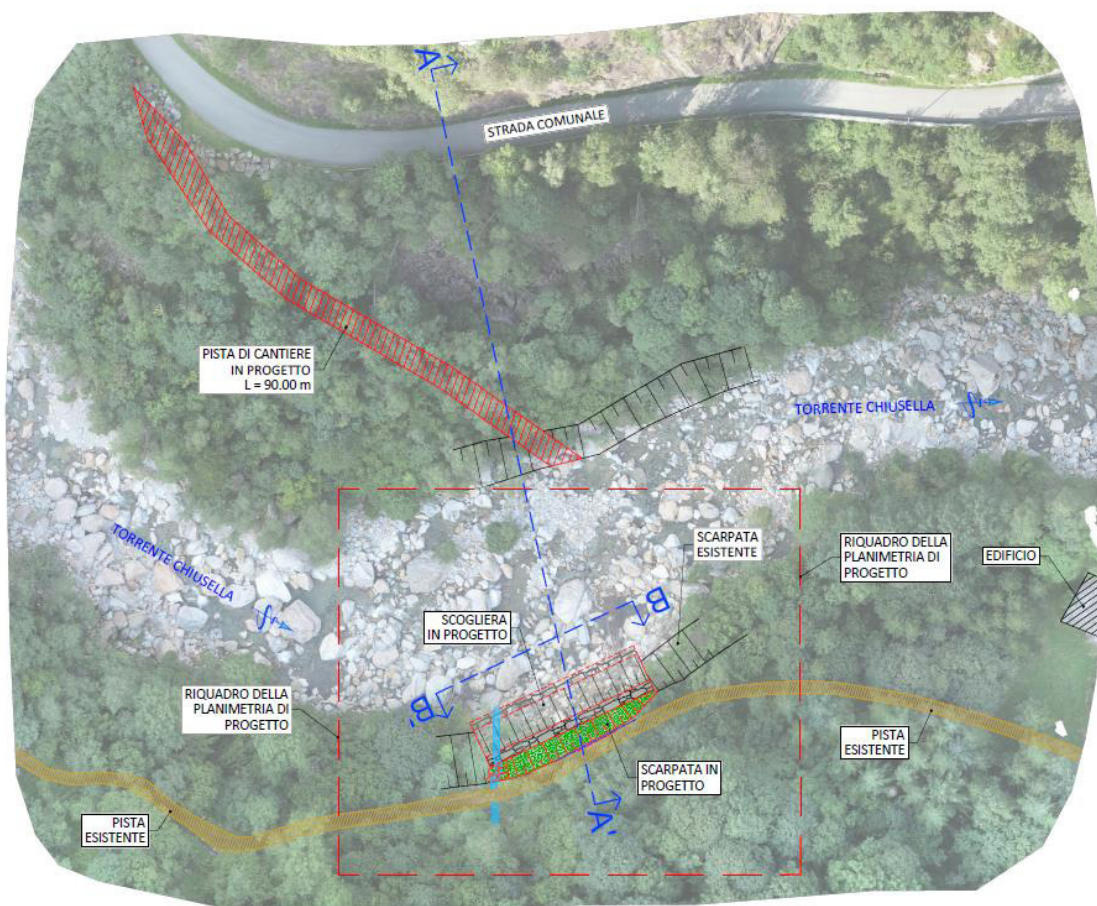 A
STRADA COMUNALE
PISTA DI CANTIERE
IN PROGETTO
L = 90.00 m
TORRENTE CHIUSELLA
TORRENTE CHIUSELLA
SCARPATA
ESISTENTE
RIQUADRO DELLA
PLANIMETRIA DI
PROGETTO
EDIFICIO
SCOGLIERA
IN PROGETTO
B
B'
RIQUADRO DELLA
PLANIMETRIA DI
PROGETTO
PISTA
ESISTENTE
SCARPATA IN
PROGETTO
A'
PISTA
ESISTENTE